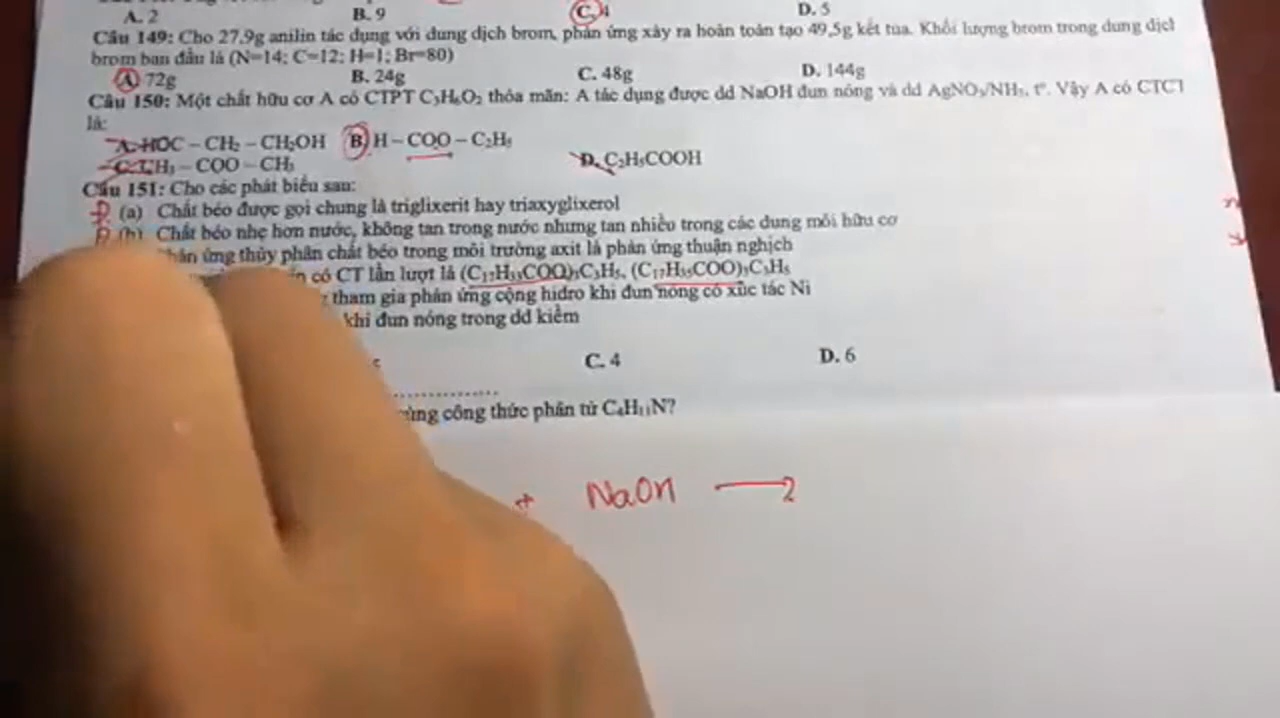 A. 2 B. 9 C. 4 D. 5
Câu 149: Cho 27,9g anilin tác dụng với dung dịch brom, phản ứng xảy ra hoàn toàn tạo 49,5g kết tủa. Khối lượng brom trong dung dịch
brom ban đầu là (N=14; C=12; H=1; Br=80)
A. 72g B. 24g C. 48g D. 144g
Câu 150: Một chất hữu cơ A có CTPT C₃H₆O₂ thỏa mãn: A tác dụng được dd NaOH đun nóng và dd AgNO₃/NH₃, tº. Vậy A có CTCT
là:
A. HOC – CH₂ – CH₂OH B. H – COO – C₂H₅
C. CH₃ – COO – CH₃ D. C₂H₅COOH
Câu 151: Cho các phát biểu sau:
(a) Chất béo được gọi chung là triglixerit hay triaxyglixerol
(b) Chất béo nhẹ hơn nước, không tan trong nước nhưng tan nhiều trong các dung môi hữu cơ
ứng thủy phân chất béo trong môi trường axit là phản ứng thuận nghịch
có CT lần lượt là (C₁₇H₃₃COO)₃C₃H₅, (C₁₇H₃₅COO)₃C₃H₅
tham gia phản ứng cộng hiđro khi đun nóng có xúc tác Ni
khi đun nóng trong dd kiềm
C. 4 D. 6
công thức phân tử C₄H₁₁N?
+ NaOH ⟶